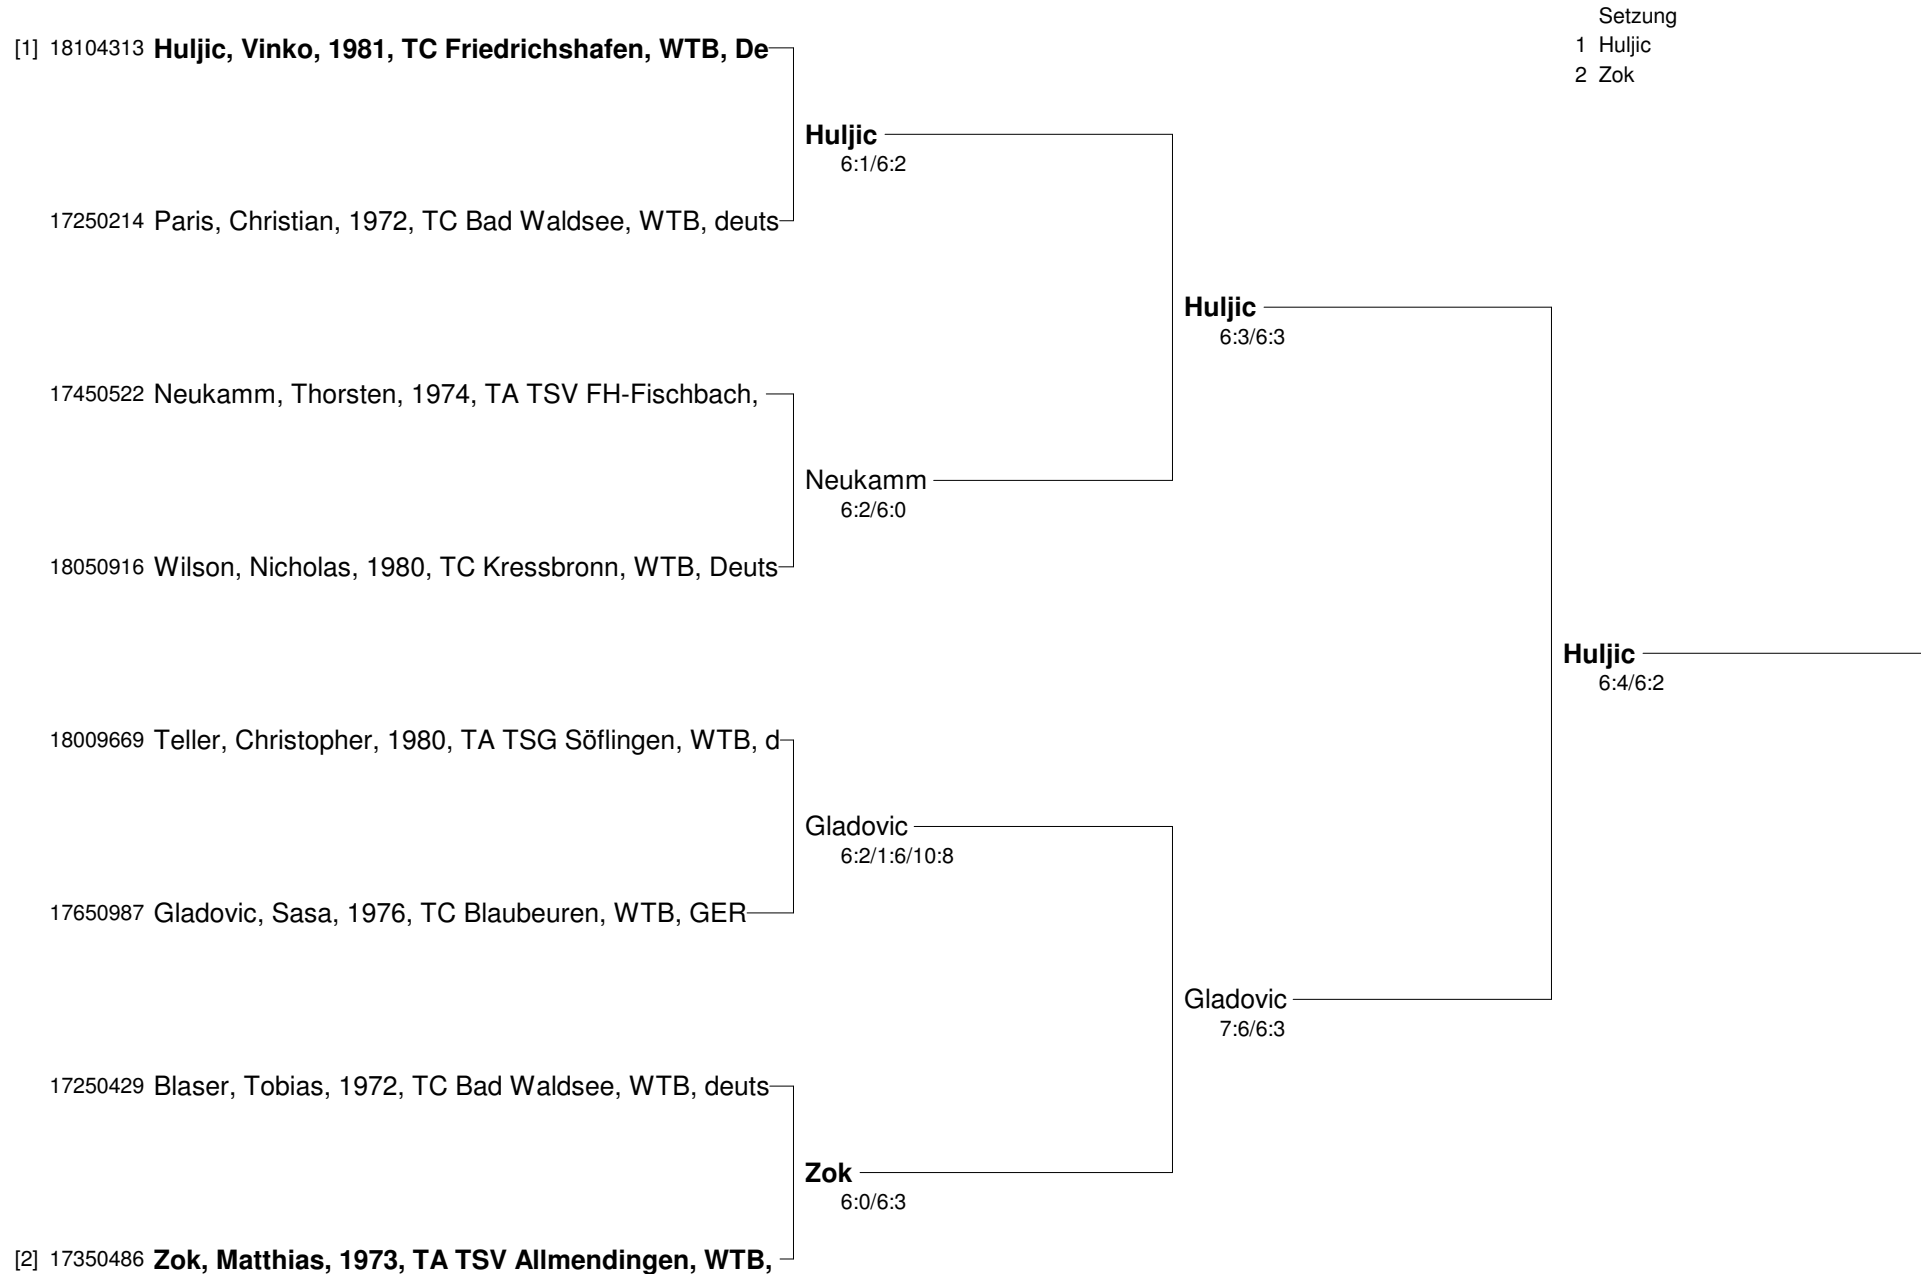 Setzung
[1] 18104313 Huljic, Vinko, 1981, TC Friedrichshafen, WTB, De
1 Huljic
2 Zok
Huljic
6:1/6:2
17250214 Paris, Christian, 1972, TC Bad Waldsee, WTB, deuts
Huljic
6:3/6:3
17450522 Neukamm, Thorsten, 1974, TA TSV FH-Fischbach,
Neukamm
6:2/6:0
18050916 Wilson, Nicholas, 1980, TC Kressbronn, WTB, Deuts
Huljic
6:4/6:2
18009669 Teller, Christopher, 1980, TA TSG Söflingen, WTB, d
Gladovic
6:2/1:6/10:8
17650987 Gladovic, Sasa, 1976, TC Blaubeuren, WTB, GER
Gladovic
7:6/6:3
17250429 Blaser, Tobias, 1972, TC Bad Waldsee, WTB, deuts
Zok
6:0/6:3
[2] 17350486 Zok, Matthias, 1973, TA TSV Allmendingen, WTB,